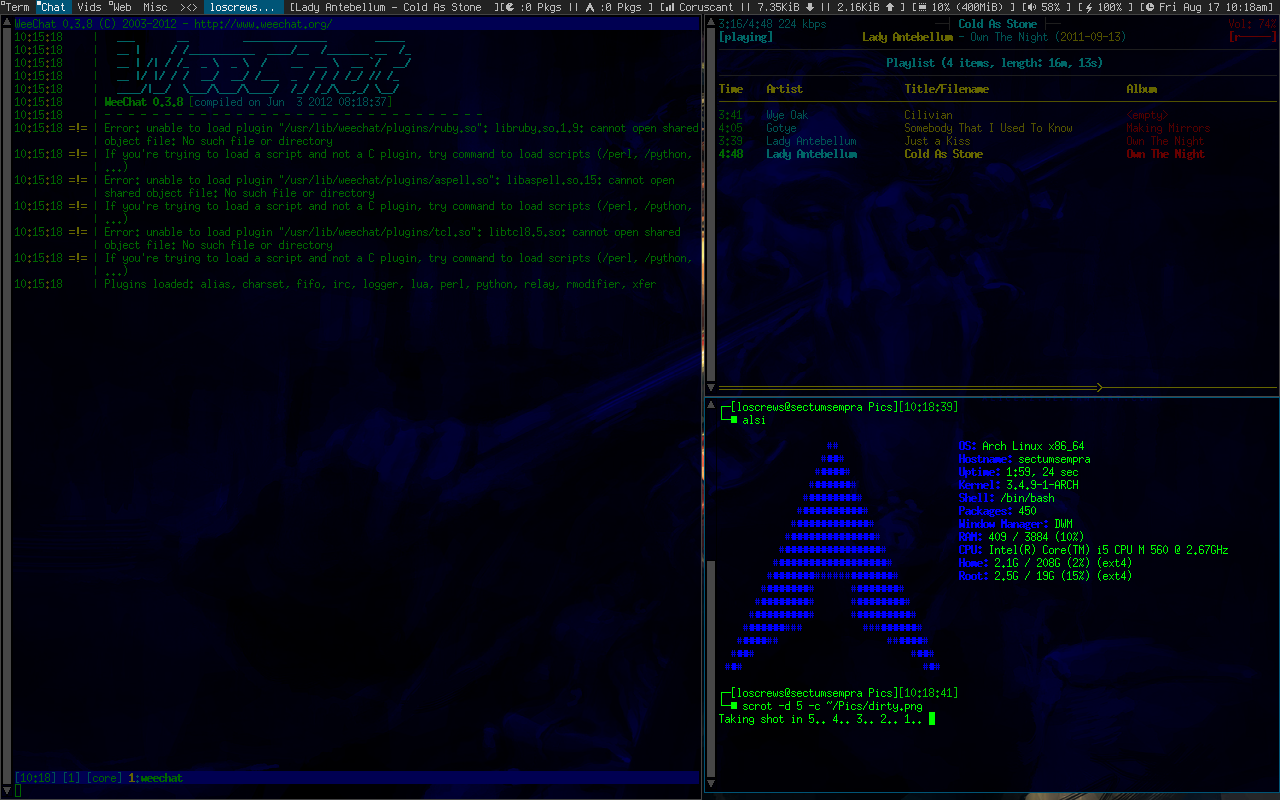 Term Chat Vids Web Misc ><> loscrews... [Lady Antebellum - Cold As Stone ][ :0 Pkgs || :0 Pkgs ] [ Coruscant || 7.35KiB || 2.16KiB ] [ 10% (400MiB) ] [ 58% ] [ 100% ] [ Fri Aug 17 10:18am]
WeeChat 0.3.8 (C) 2003-2012 - http://www.weechat.org/
10:15:18 |
10:15:18 |
10:15:18 | WeeChat
10:15:18 |
10:15:18 |
10:15:18 | WeeChat 0.3.8 [compiled on Jun  3 2012 08:18:37]
10:15:18 | - - - - - - - - - - - - - - - - - - - - - - - - - - - - - - - -
10:15:18 =!= | Error: unable to load plugin "/usr/lib/weechat/plugins/ruby.so": libruby.so.1.9: cannot open shared
| object file: No such file or directory
10:15:18 =!= | If you're trying to load a script and not a C plugin, try command to load scripts (/perl, /python,
| ...)
10:15:18 =!= | Error: unable to load plugin "/usr/lib/weechat/plugins/aspell.so": libaspell.so.15: cannot open
| shared object file: No such file or directory
10:15:18 =!= | If you're trying to load a script and not a C plugin, try command to load scripts (/perl, /python,
| ...)
10:15:18 =!= | Error: unable to load plugin "/usr/lib/weechat/plugins/tcl.so": libtcl8.5.so: cannot open shared
| object file: No such file or directory
10:15:18 =!= | If you're trying to load a script and not a C plugin, try command to load scripts (/perl, /python,
| ...)
10:15:18 | Plugins loaded: alias, charset, fifo, irc, logger, lua, perl, python, relay, rmodifier, xfer
[10:18] [1] [core] 1:weechat
3:16/4:48 224 kbps Cold As Stone Vol: 74%
[playing] Lady Antebellum - Own The Night (2011-09-13) [r-----]
Playlist (4 items, length: 16m, 13s)
Time Artist Title/Filename Album
3:41 Wye Oak Cilivian <empty>
4:05 Gotye Somebody That I Used To Know Making Mirrors
3:39 Lady Antebellum Just a Kiss Own The Night
4:48 Lady Antebellum Cold As Stone Own The Night
[loscrews@sectumsempra Pics][10:18:39]
alsi
OS: Arch Linux x86_64
Hostname: sectumsempra
Uptime: 1:59, 24 sec
Kernel: 3.4.9-1-ARCH
Shell: /bin/bash
Packages: 450
Window Manager: DWM
RAM: 409 / 3884 (10%)
CPU: Intel(R) Core(TM) i5 CPU M 560 @ 2.67GHz
Home: 2.1G / 208G (2%) (ext4)
Root: 2.5G / 19G (15%) (ext4)
[loscrews@sectumsempra Pics][10:18:41]
scrot -d 5 -c ~/Pics/dirty.png
Taking shot in 5.. 4.. 3.. 2.. 1..